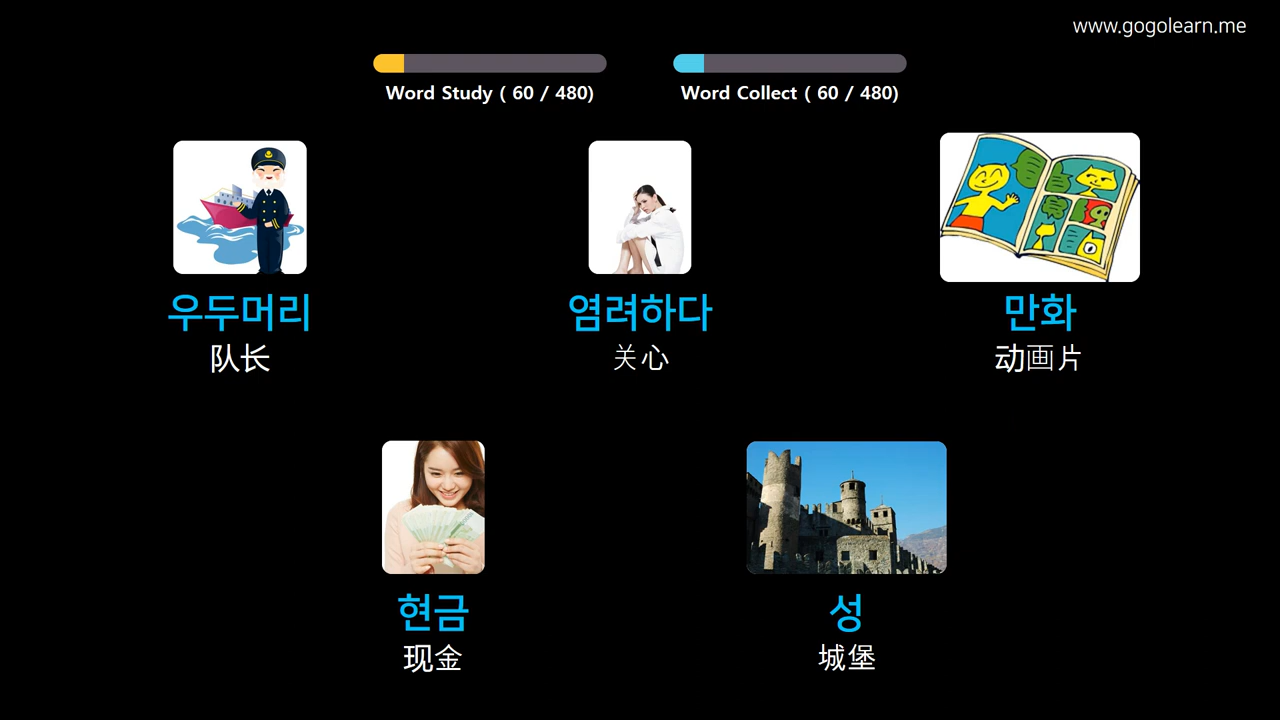 www.gogolearn.me
Word Study ( 60 / 480)
Word Collect ( 60 / 480)
우두머리
队长
염려하다
关心
만화
动画片
현금
现金
성
城堡